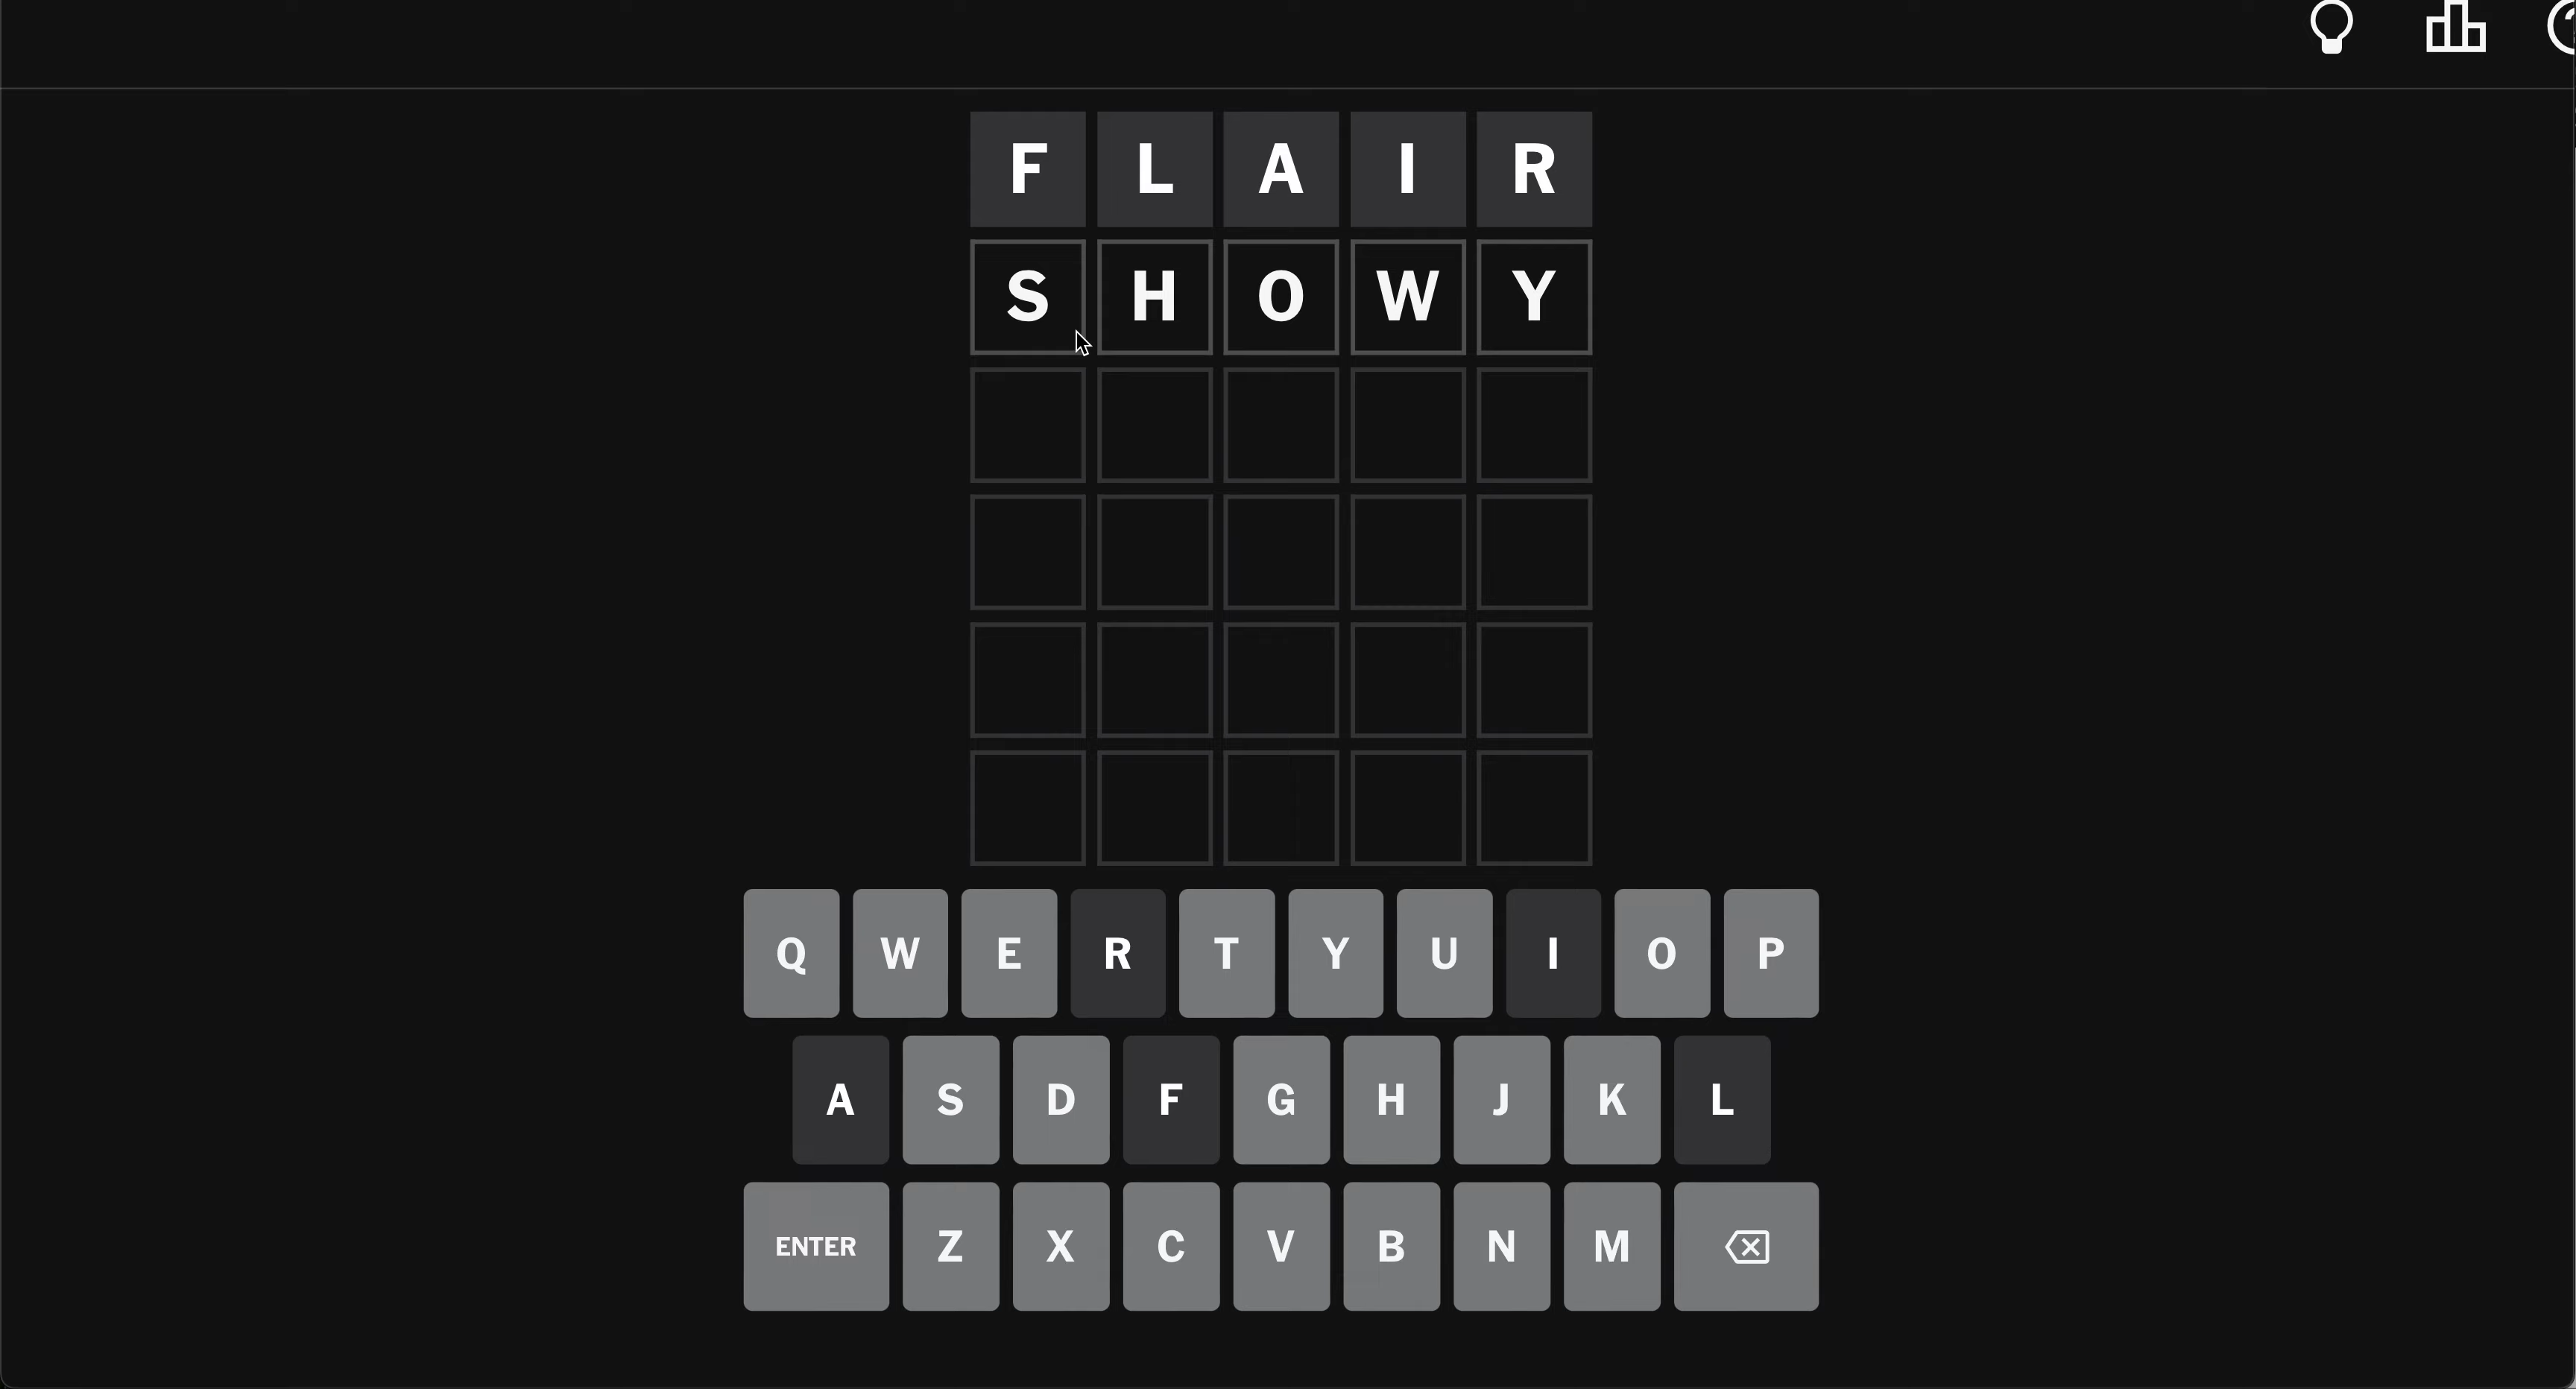 F L A I R
S H O W Y
Q W E R T Y U I O P
A S D F G H J K L
ENTER Z X C V B N M